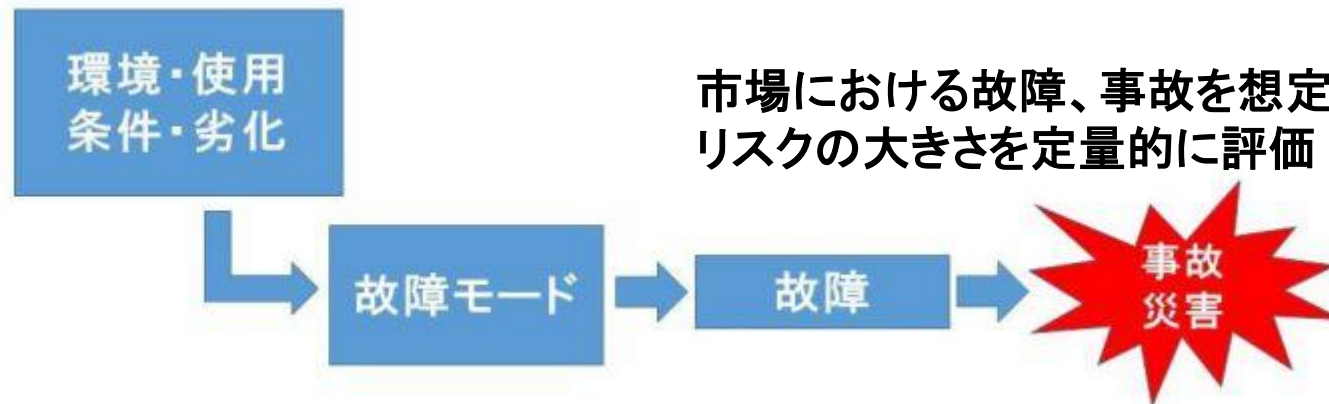 環境・使用
条件・劣化
市場における故障、事故を想定
リスクの大きさを定量的に評価
故障モード
故障
事故
災害